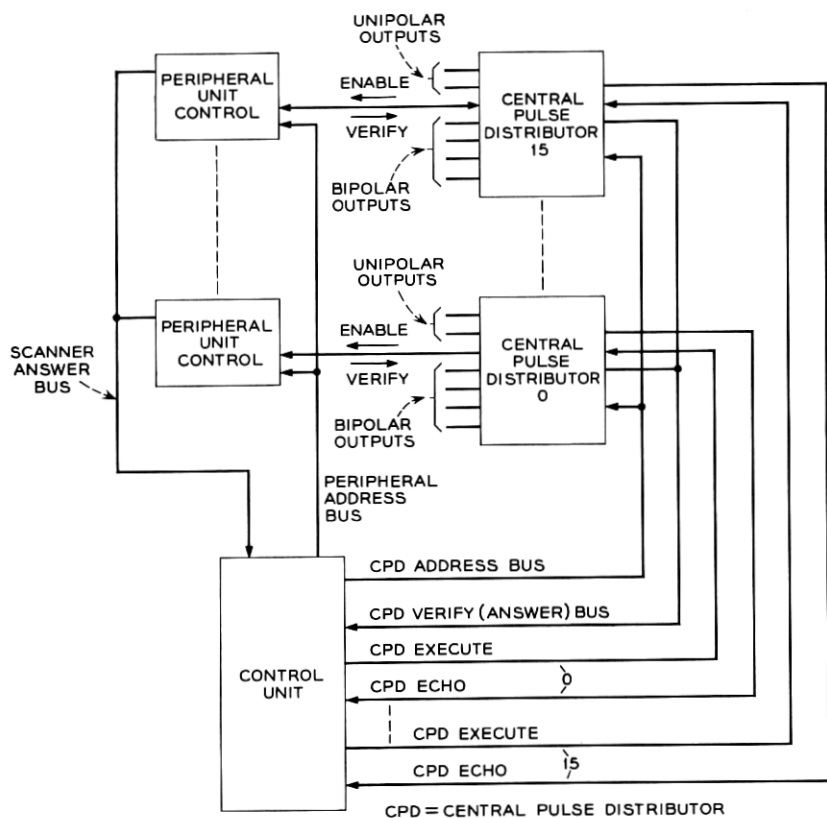 UNIPOLAR
OUTPUTS
PERIPHERAL
UNIT
CONTROL
ENABLE
VERIFY
CENTRAL
PULSE
DISTRIBUTOR
15
BIPOLAR
OUTPUTS
UNIPOLAR
OUTPUTS
PERIPHERAL
UNIT
CONTROL
ENABLE
VERIFY
CENTRAL
PULSE
DISTRIBUTOR
0
SCANNER
ANSWER
BUS
BIPOLAR
OUTPUTS
PERIPHERAL
ADDRESS
BUS
CONTROL
UNIT
CPD ADDRESS BUS
CPD VERIFY (ANSWER) BUS
CPD EXECUTE
0
CPD ECHO
CPD EXECUTE
15
CPD ECHO
CPD = CENTRAL PULSE DISTRIBUTOR